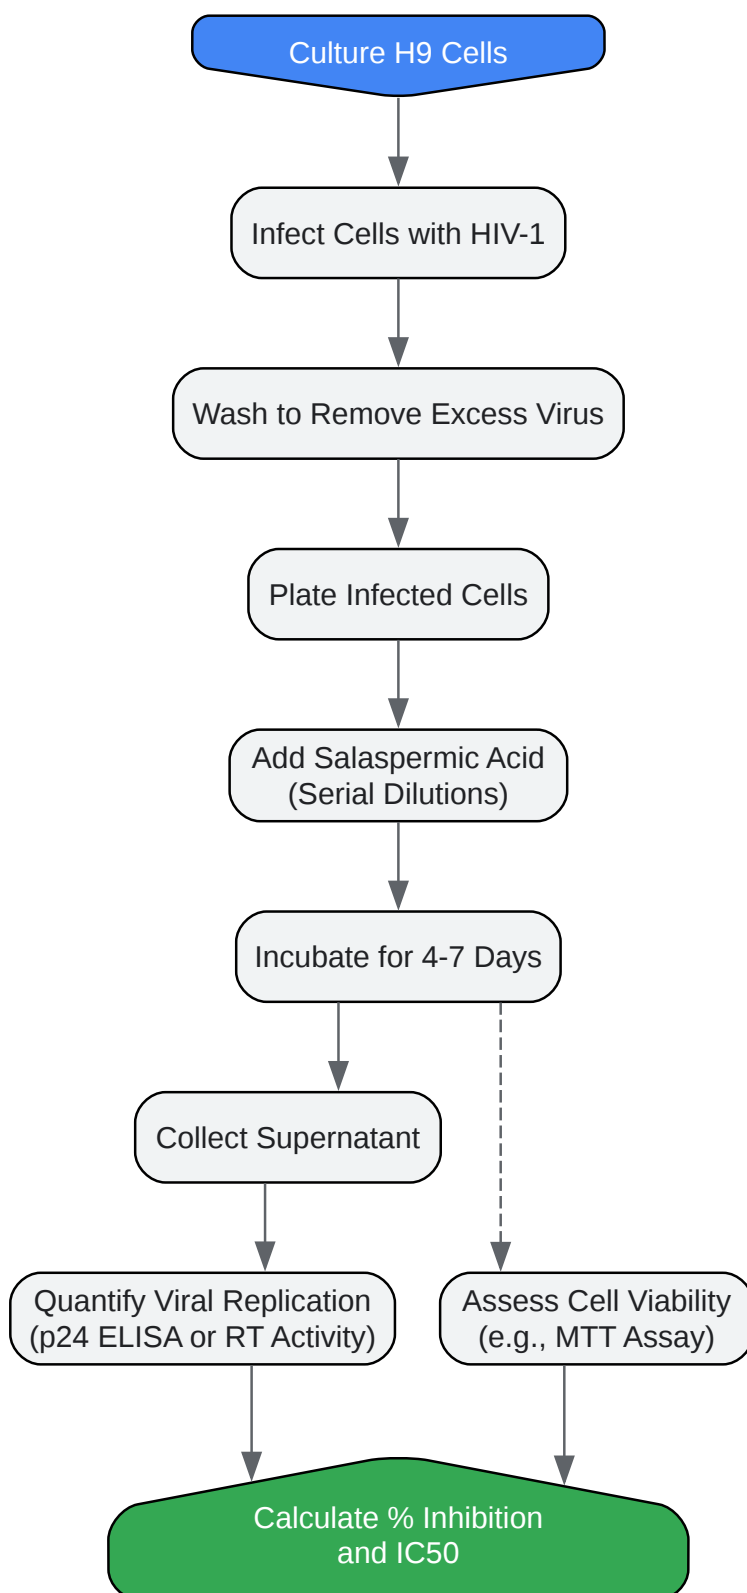 Culture H9 Cells
Infect Cells with HIV-1
Wash to Remove Excess Virus
Plate Infected Cells
Add Salaspermic Acid
(Serial Dilutions)
Incubate for 4-7 Days
Collect Supernatant
Quantify Viral Replication
(p24 ELISA or RT Activity)
Assess Cell Viability
(e.g., MTT Assay)
Calculate % Inhibition
and IC50